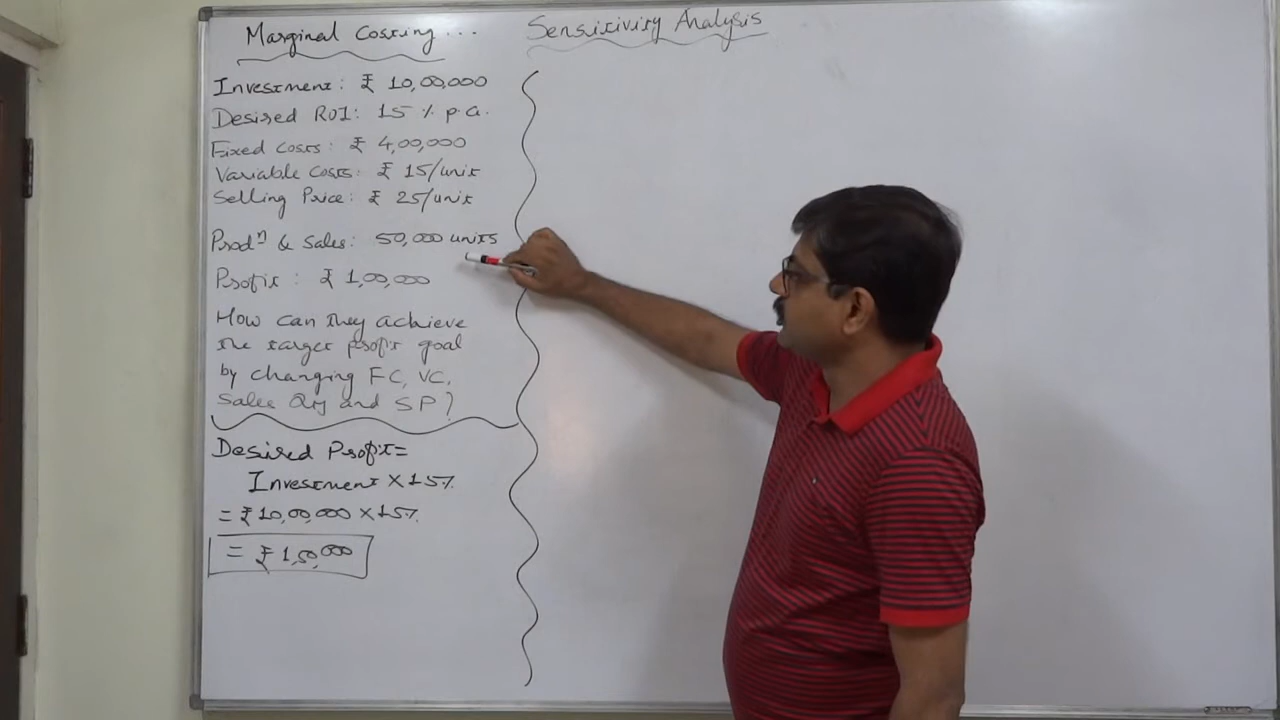 Marginal Costing...
Investment: ₹ 10,00,000
Desired ROI: 15 % p.a.
Fixed Costs: ₹ 4,00,000
Variable Costs: ₹ 15/unit
Selling Price: ₹ 25/unit
Prodⁿ & Sales: 50,000 units
Profit: ₹ 1,00,000
How can they achieve
the target profit goal
by changing FC, VC,
Sales Qty and SP?
Desired Profit=
Investment × 15%
= ₹ 10,00,000 × 15%
= ₹ 1,50,000
Sensitivity Analysis